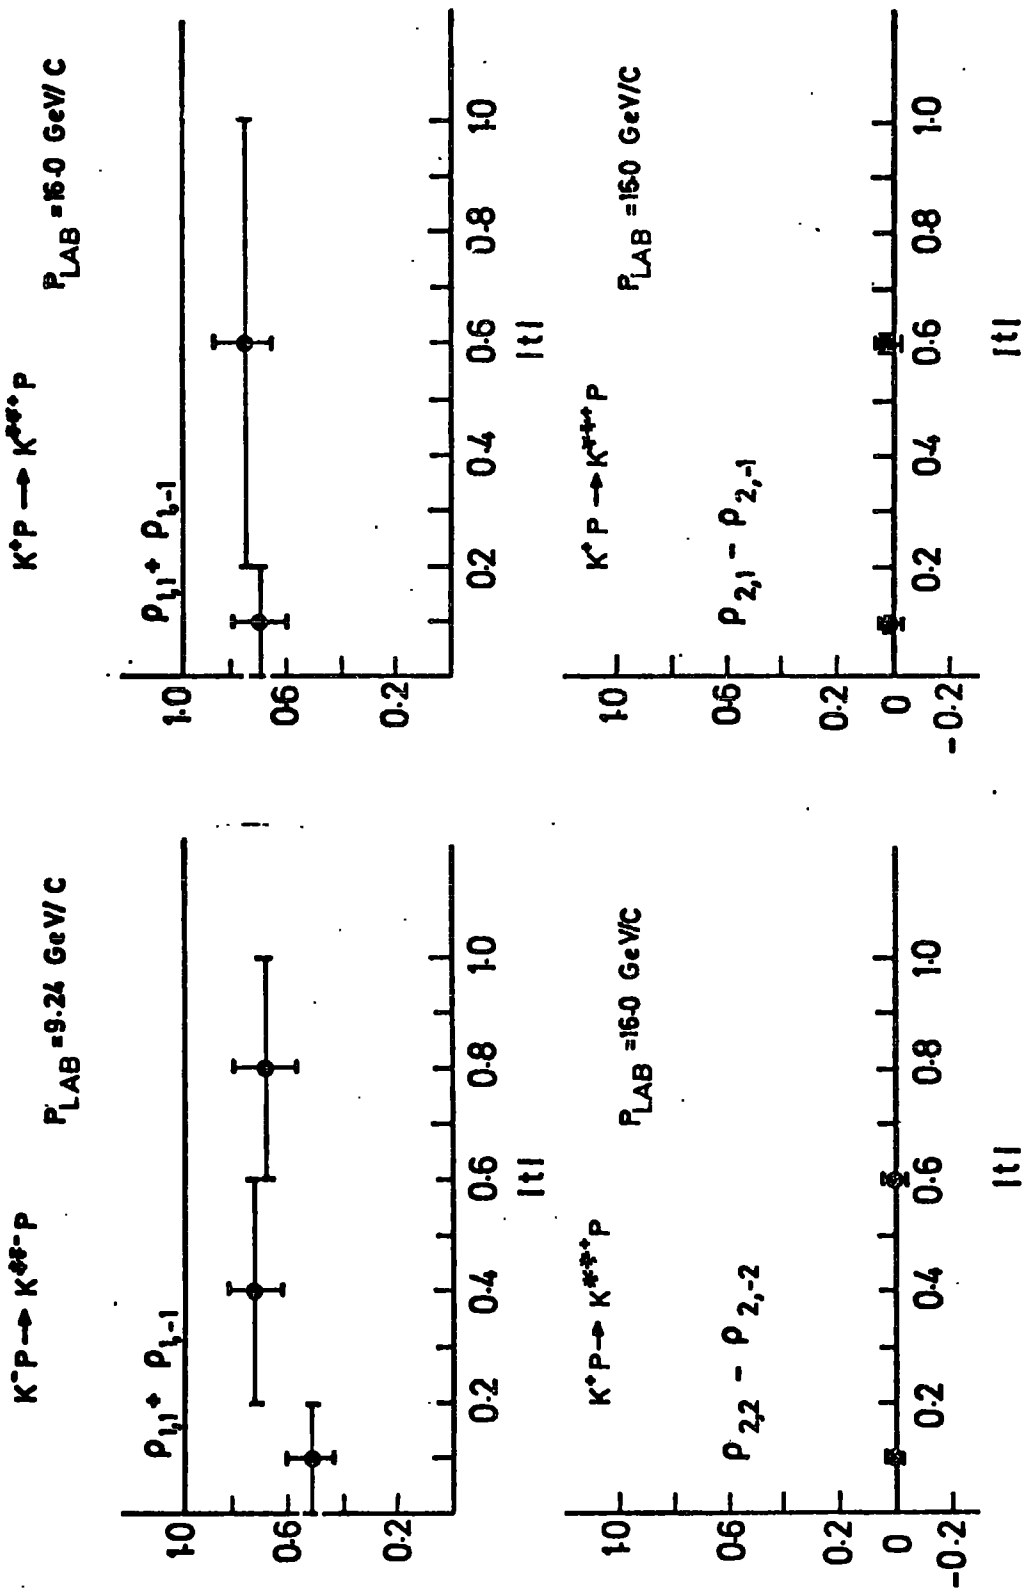 K⁻P → K**⁻P
P_LAB = 9·24 GeV/C
ρ₁,₁ + ρ₁,₋₁
1·0
0·6
0·2
0·2 0·4 0·6 0·8 1·0
|t|
K⁺P → K**⁺P
P_LAB = 16·0 GeV/C
ρ₁,₁ + ρ₁,₋₁
1·0
0·6
0·2
0·2 0·4 0·6 0·8 1·0
|t|
K⁺P → K**⁺P
P_LAB = 16·0 GeV/C
ρ₂,₂ − ρ₂,₋₂
1·0
0·6
0·2
0
-0·2
0·2 0·4 0·6 0·8 1·0
|t|
K⁺P → K**⁺P
P_LAB = 16·0 GeV/C
ρ₂,₁ − ρ₂,₋₁
1·0
0·6
0·2
0
-0·2
0·2 0·4 0·6 0·8 1·0
|t|